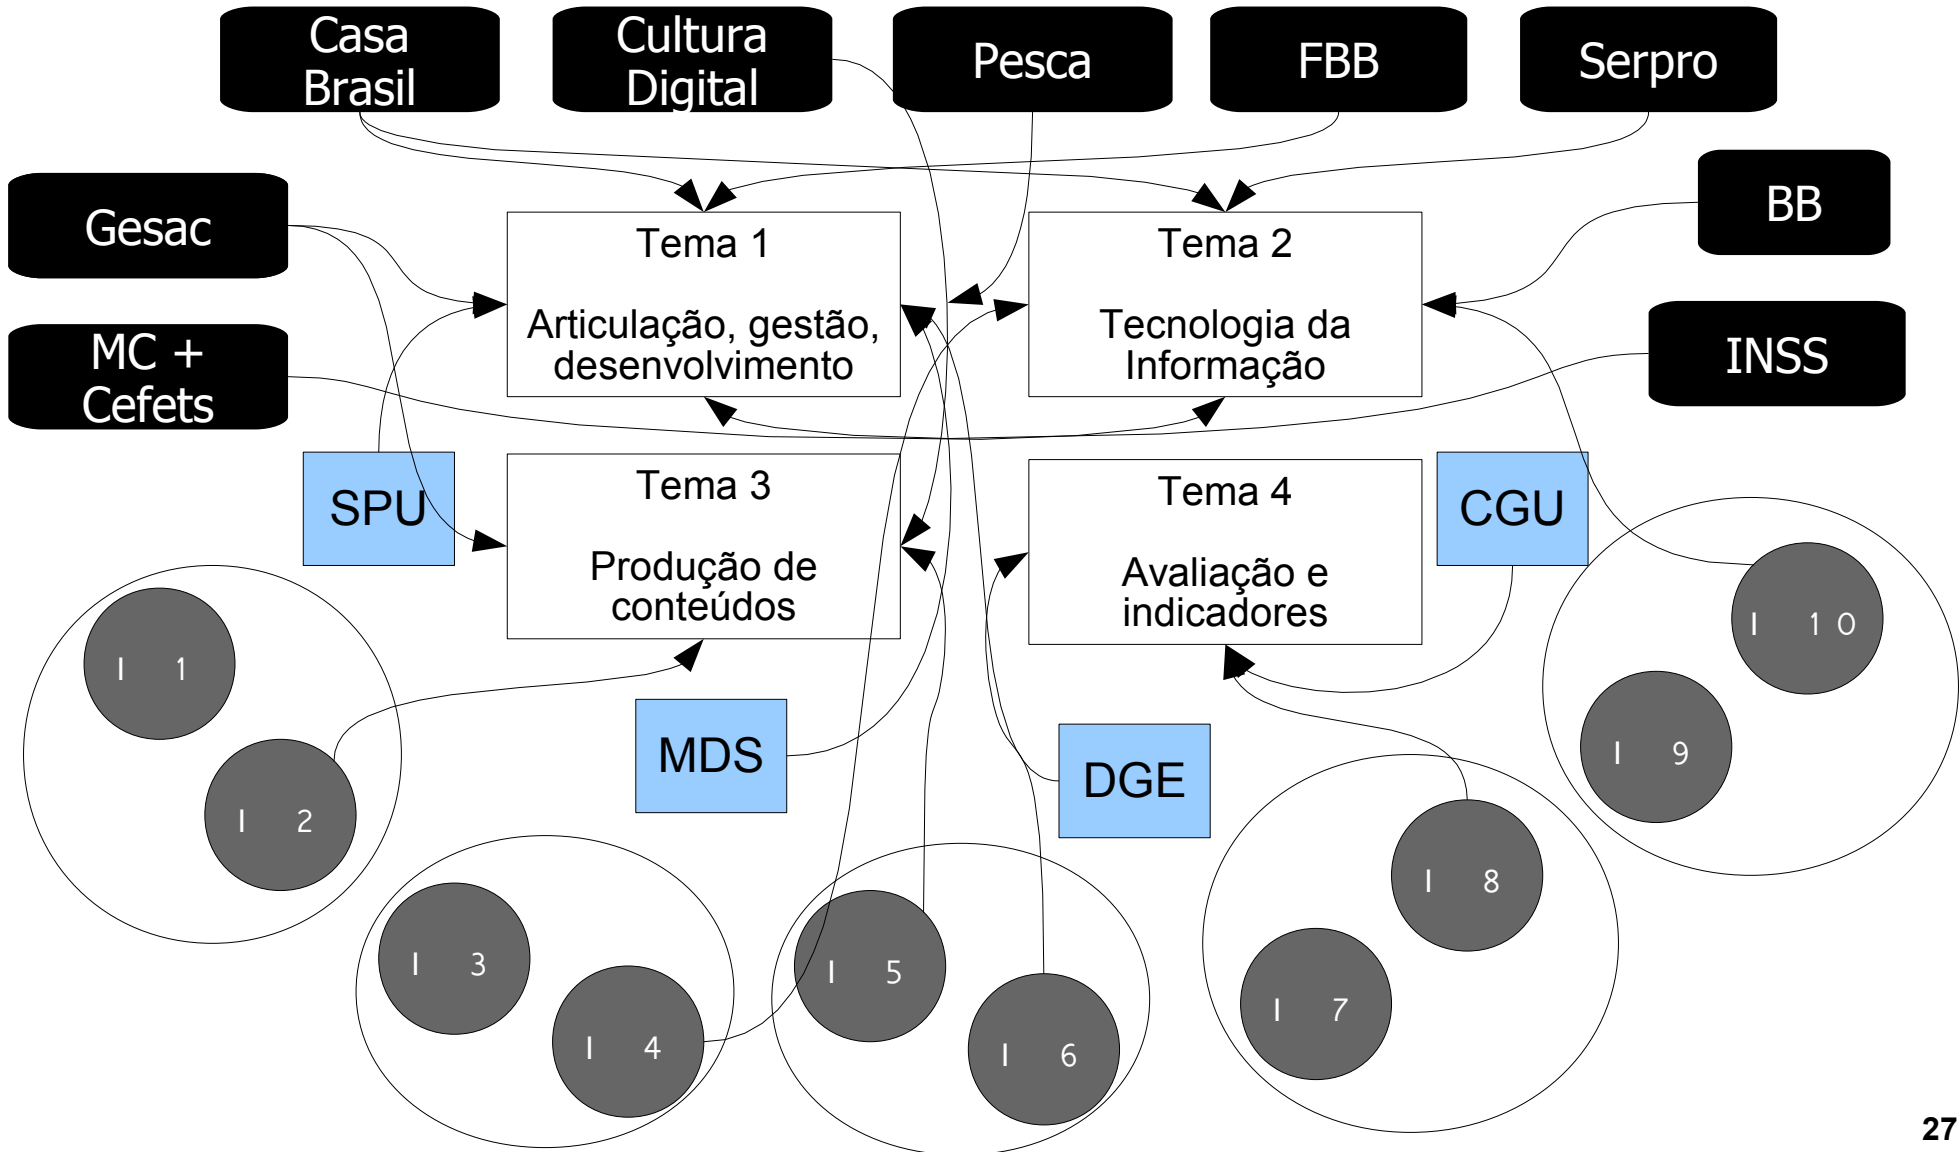 Casa
Brasil
Cultura
Digital
Pesca
FBB
Serpro
Gesac
BB
MC +
Cefets
INSS
Tema 1
Articulação, gestão,
desenvolvimento
Tema 2
Tecnologia da
Informação
SPU
Tema 3
Produção de
conteúdos
Tema 4
Avaliação e
indicadores
CGU
MDS
DGE
I 1
I 2
I 3
I 4
I 5
I 6
I 7
I 8
I 9
I 10
27